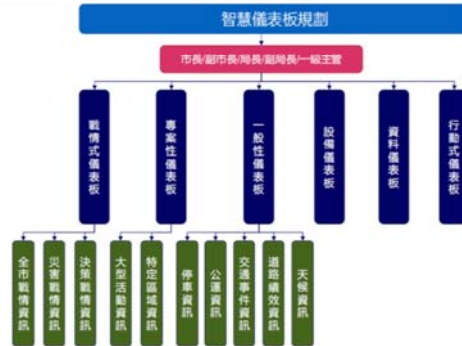 智慧儀表板規劃
市長/副市長/局長/副局長/一級主管
戰情式儀表板
專案性儀表板
一般性儀表板
設備儀表板
資料儀表板
行動式儀表板
全市戰情資訊
災害戰情資訊
決策戰情資訊
大型活動資訊
特定區域資訊
停車資訊
公運資訊
交通事件資訊
道路績效資訊
天候資訊